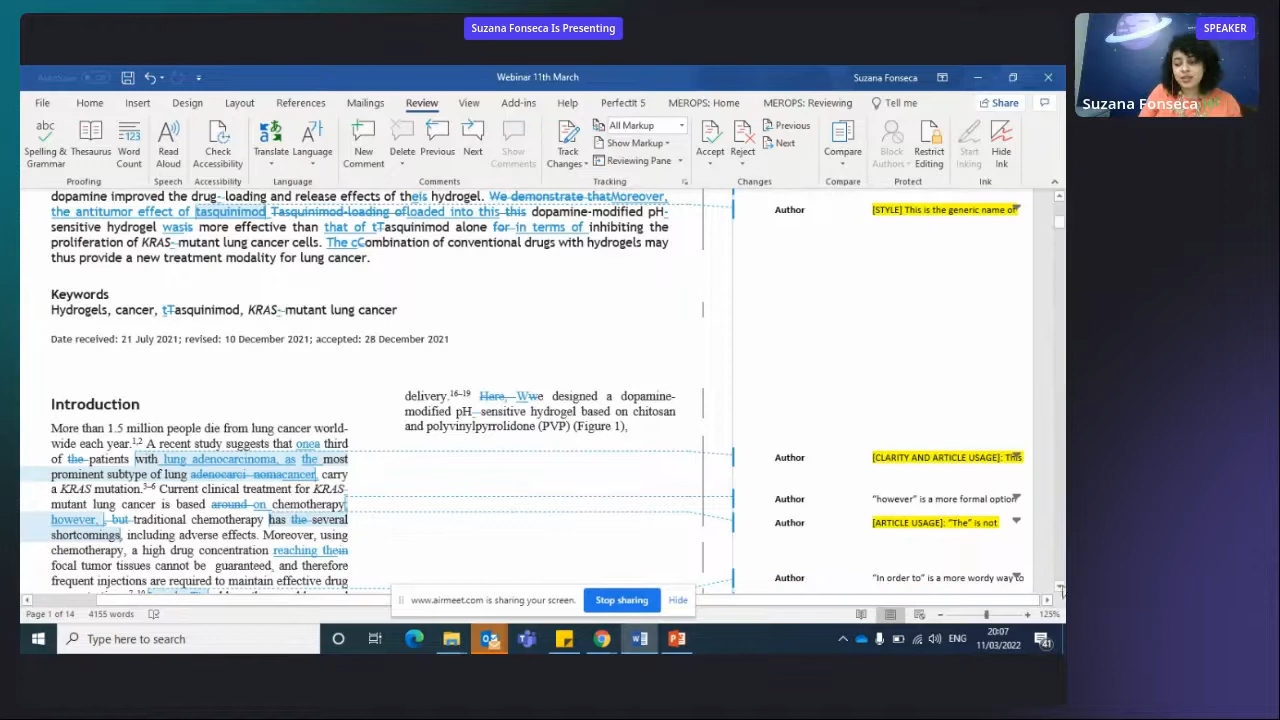 Suzana Fonseca Is Presenting
SPEAKER
Suzana Fonseca
AutoSave
Webinar 11th March
Suzana Fonseca
File Home Insert Design Layout References Mailings Review View Add-ins Help PerfectIt 5 MEROPS: Home MEROPS: Reviewing Tell me Share
abc
123
Spelling & Grammar
Thesaurus
Word Count
Read Aloud
Check Accessibility
Translate
Language
New Comment
Delete
Previous
Next
Show Comments
Track Changes
All Markup
Show Markup
Reviewing Pane
Accept
Reject
Previous
Next
Compare
Block Authors
Restrict Editing
Start Inking
Hide Ink
Proofing
Speech
Accessibility
Language
Comments
Tracking
Changes
Compare
Protect
Ink
dopamine improved the drug-loading and release effects of theis hydrogel. We demonstrate thatMoreover,
the antitumor effect of tasquinimod Tasquinimod-loading ofloaded into this this dopamine-modified pH-
sensitive hydrogel wasis more effective than that of tTasquinimod alone for in terms of inhibiting the
proliferation of KRAS--mutant lung cancer cells. The cCombination of conventional drugs with hydrogels may
thus provide a new treatment modality for lung cancer.
Keywords
Hydrogels, cancer, tTasquinimod, KRAS--mutant lung cancer
Date received: 21 July 2021; revised: 10 December 2021; accepted: 28 December 2021
Introduction
More than 1.5 million people die from lung cancer world-
wide each year.1,2 A recent study suggests that onea third
of the patients with lung adenocarcinoma, as the most
prominent subtype of lung adenocarci nomacancer, carry
a KRAS mutation.3–6 Current clinical treatment for KRAS-
mutant lung cancer is based around on chemotherapy;
however, , but traditional chemotherapy has the several
shortcomings, including adverse effects. Moreover, using
chemotherapy, a high drug concentration reaching them
focal tumor tissues cannot be guaranteed, and therefore
frequent injections are required to maintain effective drug
delivery.16–19 Here, Wwe designed a dopamine-
modified pH--sensitive hydrogel based on chitosan
and polyvinylpyrrolidone (PVP) (Figure 1),
Author [STYLE] This is the generic name of
Author [CLARITY AND ARTICLE USAGE]: This
Author "however" is a more formal option
Author [ARTICLE USAGE]: "The" is not
Author "In order to" is a more wordy way to
www.airmeet.com is sharing your screen. Stop sharing Hide
Page 1 of 14 4155 words
125%
Type here to search
ENG
20:07
11/03/2022
41